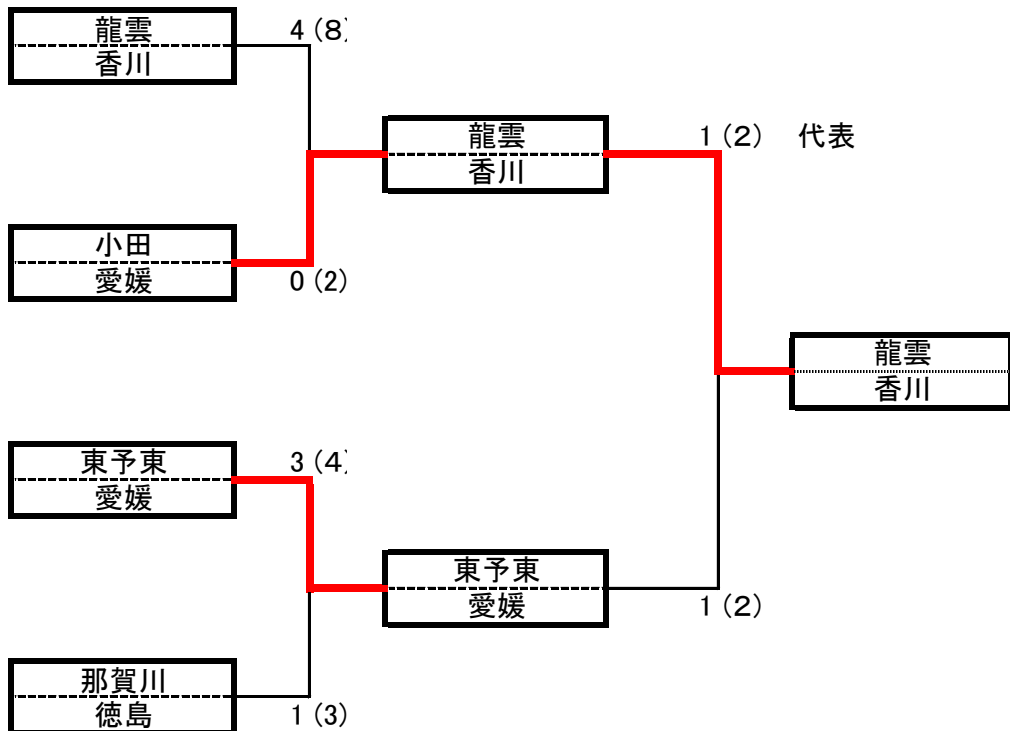 龍雲
香川
4(8)
龍雲
香川
1(2) 代表
小田
愛媛
0(2)
龍雲
香川
東予東
愛媛
3(4)
東予東
愛媛
1(2)
那賀川
徳島
1(3)